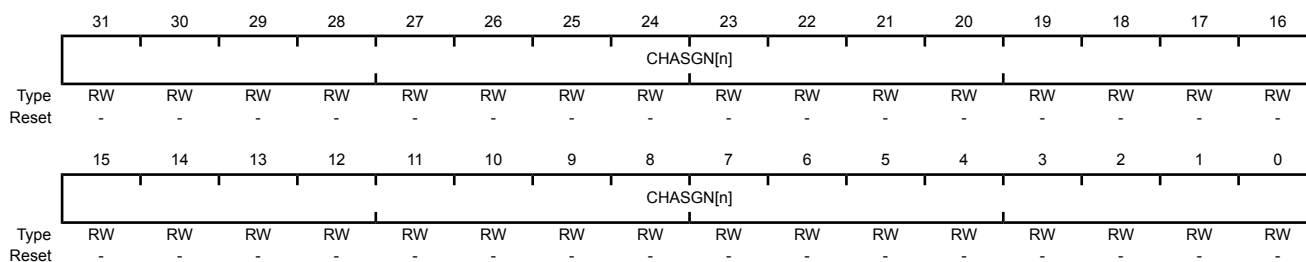 31 30 29 28 27 26 25 24 23 22 21 20 19 18 17 16
CHASGN[n]
Type RW RW RW RW RW RW RW RW RW RW RW RW RW RW RW RW
Reset - - - - - - - - - - - - - - - -
15 14 13 12 11 10 9 8 7 6 5 4 3 2 1 0
CHASGN[n]
Type RW RW RW RW RW RW RW RW RW RW RW RW RW RW RW RW
Reset - - - - - - - - - - - - - - - -